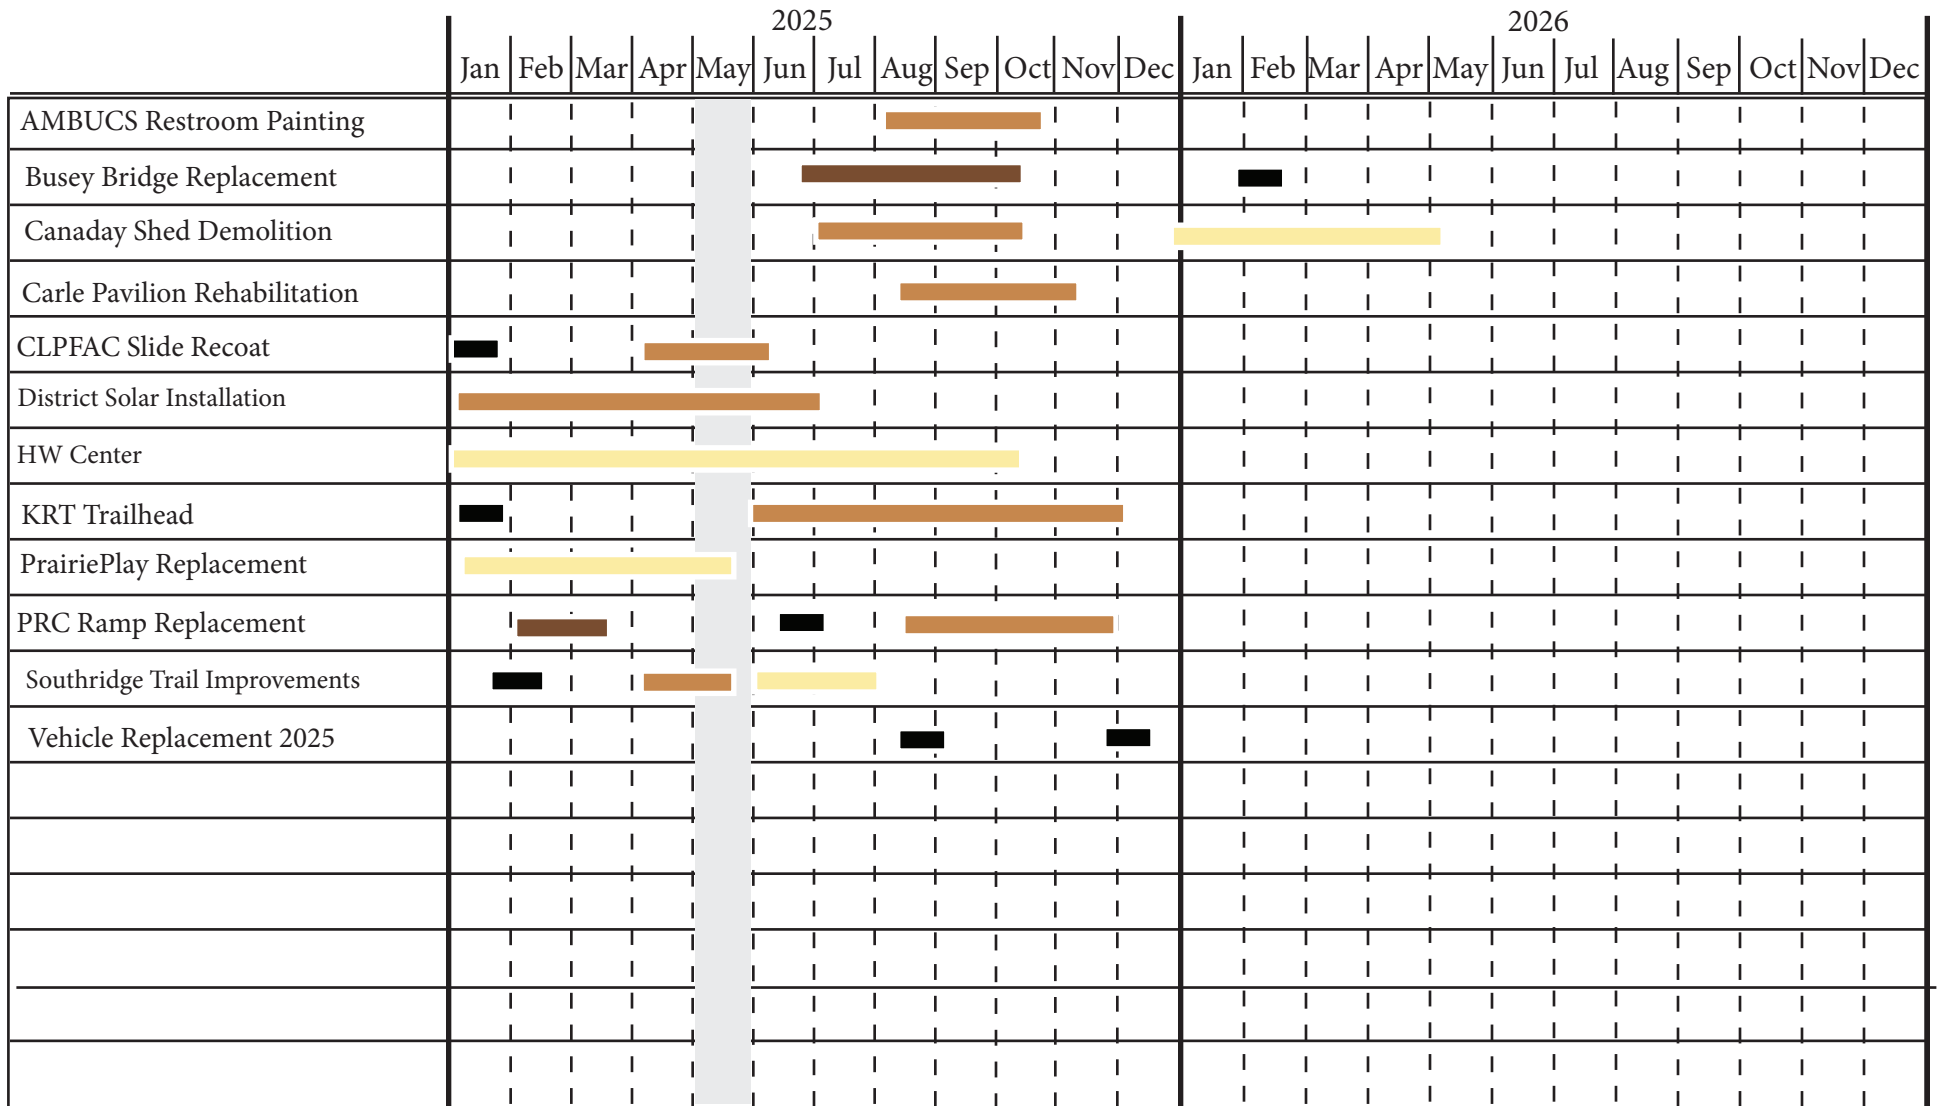 2025 2026
Jan Feb Mar Apr May Jun Jul Aug Sep Oct Nov Dec Jan Feb Mar Apr May Jun Jul Aug Sep Oct Nov Dec
AMBUCS Restroom Painting
Busey Bridge Replacement
Canaday Shed Demolition
Carle Pavilion Rehabilitation
CLPFAC Slide Recoat
District Solar Installation
HW Center
KRT Trailhead
PrairiePlay Replacement
PRC Ramp Replacement
Southridge Trail Improvements
Vehicle Replacement 2025